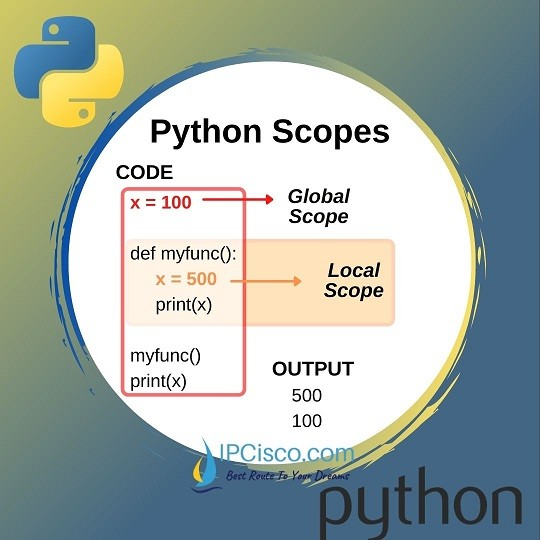 Python Scopes
CODE
x = 100
Global
Scope
def myfunc():
x = 500
Local
Scope
print(x)
myfunc()
print(x)
OUTPUT
500
100
IPCisco.com
Best Route To Your Dreams
python